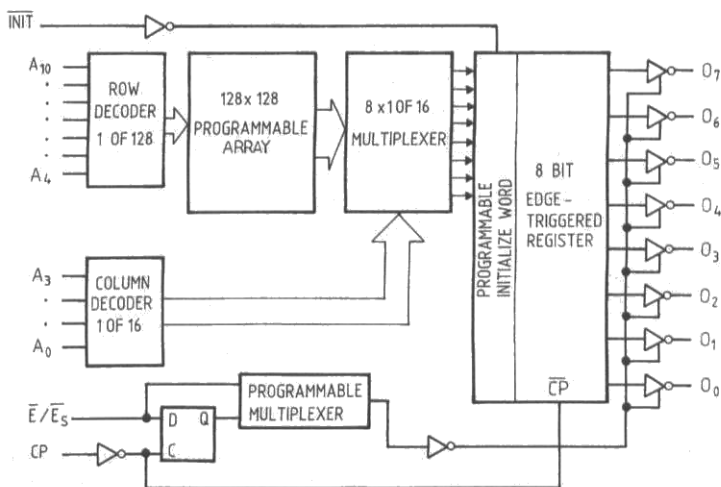 INIT
A10
A4
ROW
DECODER
1 OF 128
128 x 128
PROGRAMMABLE
ARRAY
8 x 1 OF 16
MULTIPLEXER
PROGRAMMABLE
INITIALIZE WORD
8 BIT
EDGE-
TRIGGERED
REGISTER
CP
O7
O6
O5
O4
O3
O2
O1
O0
A3
A0
COLUMN
DECODER
1 OF 16
E/ES
CP
D Q
C
PROGRAMMABLE
MULTIPLEXER